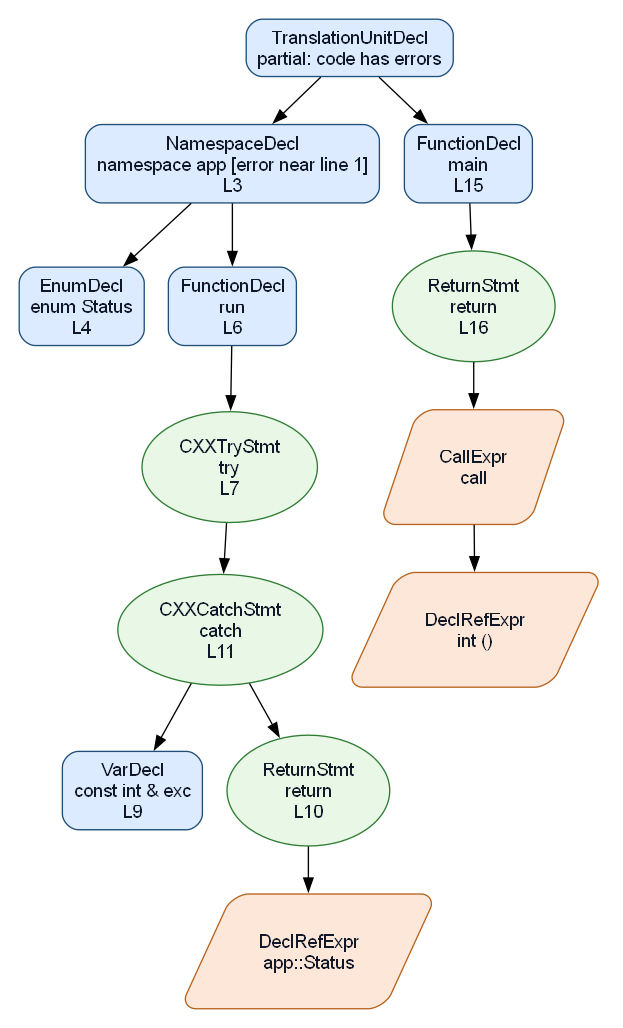 TranslationUnitDecl
partial: code has errors
NamespaceDecl
namespace app [error near line 1]
L3
FunctionDecl
main
L15
EnumDecl
enum Status
L4
FunctionDecl
run
L6
ReturnStmt
return
L16
CXXTryStmt
try
L7
CallExpr
call
CXXCatchStmt
catch
L11
DeclRefExpr
int ()
VarDecl
const int & exc
L9
ReturnStmt
return
L10
DeclRefExpr
app::Status